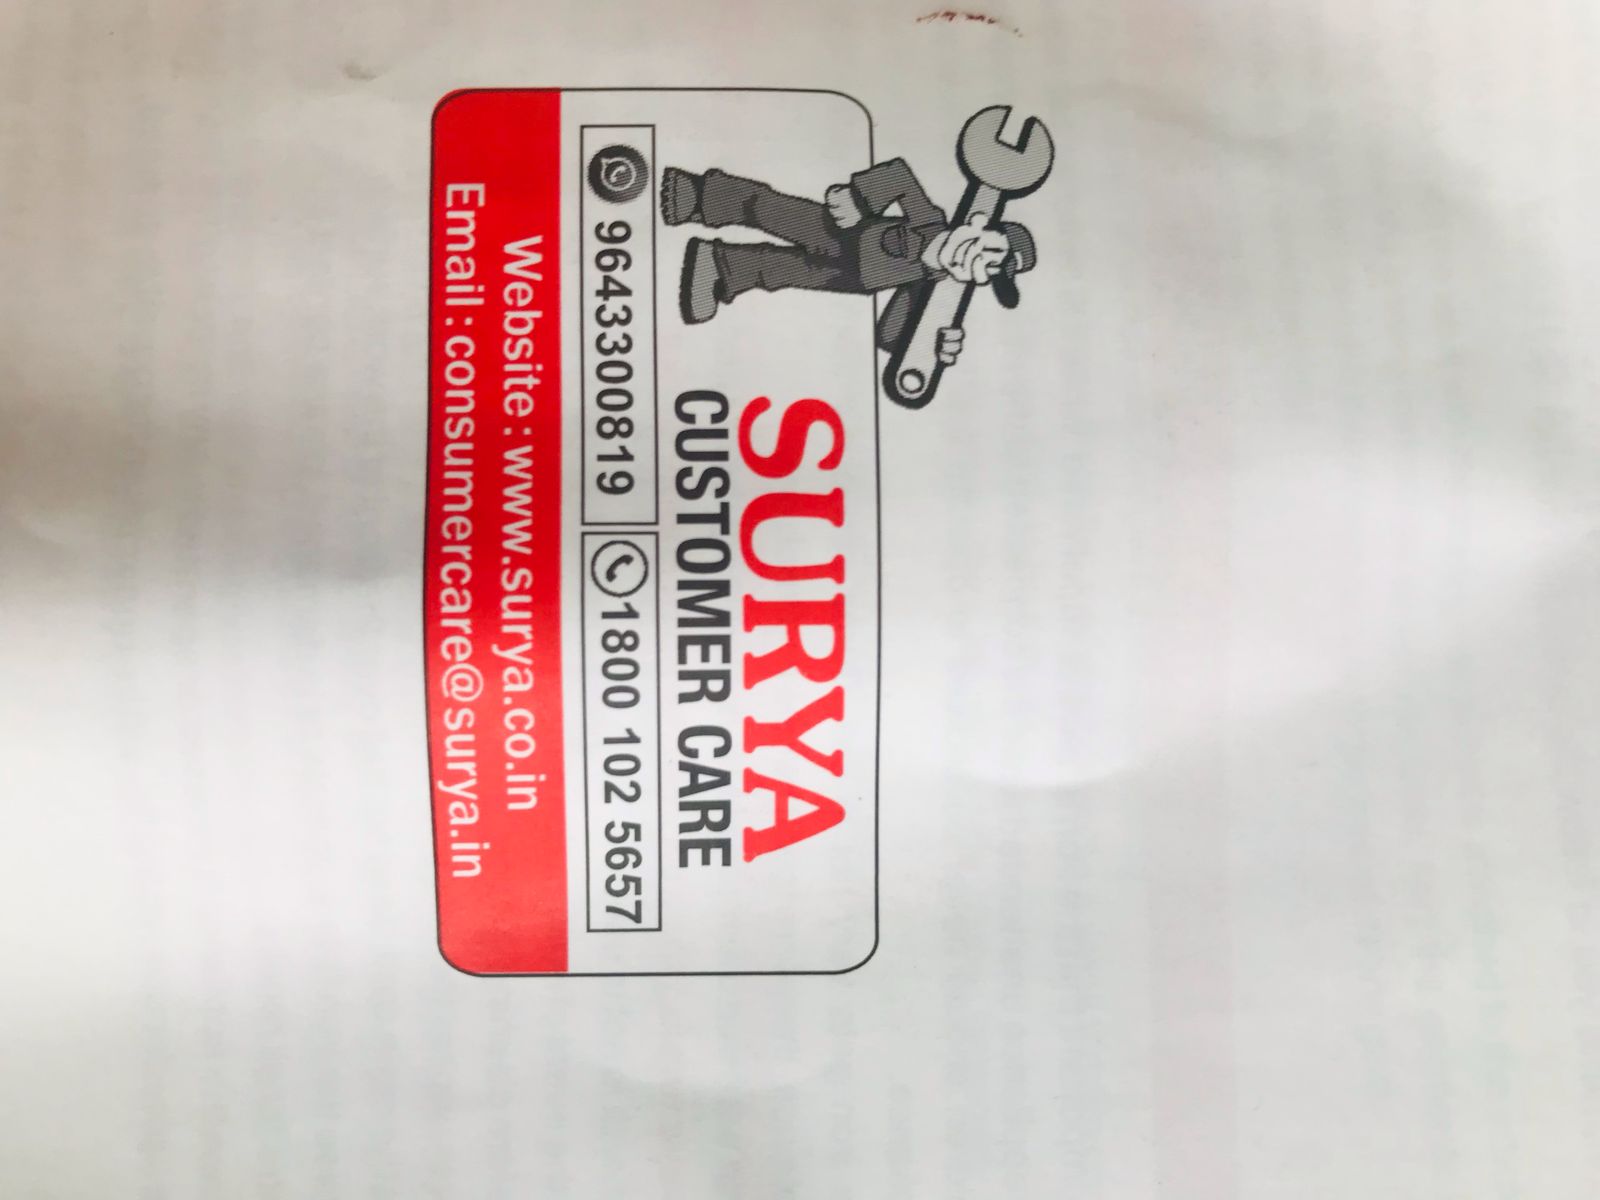 SURYA
CUSTOMER CARE
9643300819 1800 102 5657
Website : www.surya.co.in
Email : consumercare@surya.in